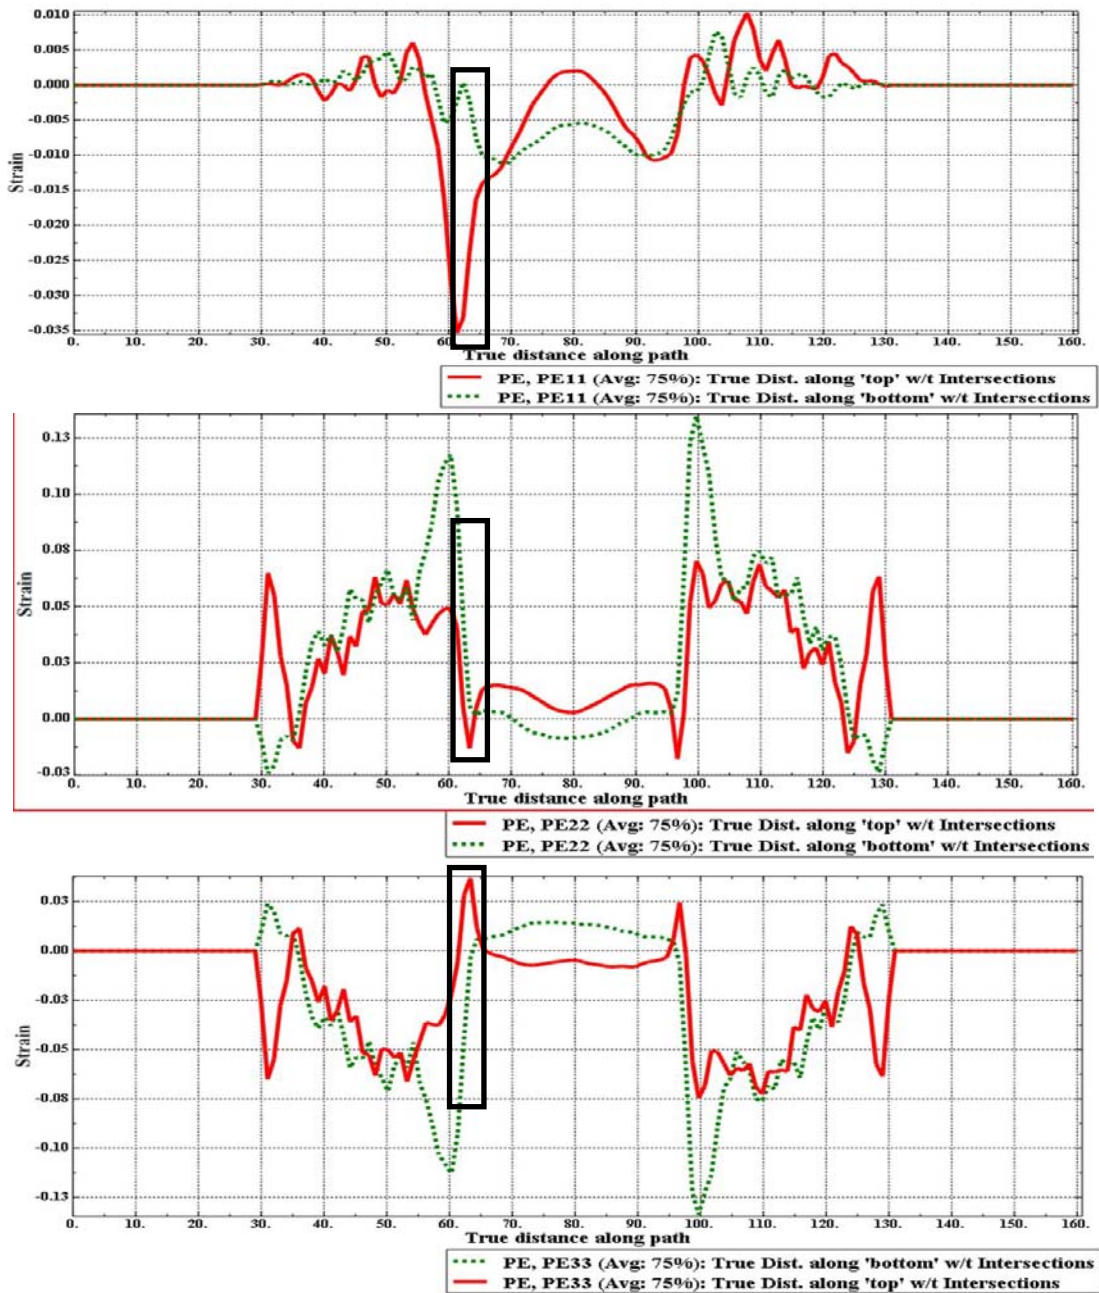 0.010
0.005
0.000
-0.005
-0.010
-0.015
-0.020
-0.025
-0.030
-0.035
Strain
0. 10. 20. 30. 40. 50. 60. 70. 80. 90. 100. 110. 120. 130. 140. 150. 160.
True distance along path
PE, PE11 (Avg: 75%): True Dist. along 'top' w/t Intersections
PE, PE11 (Avg: 75%): True Dist. along 'bottom' w/t Intersections
0.13
0.10
0.08
0.05
0.03
0.00
-0.03
Strain
0. 10. 20. 30. 40. 50. 60. 70. 80. 90. 100. 110. 120. 130. 140. 150. 160.
True distance along path
PE, PE22 (Avg: 75%): True Dist. along 'top' w/t Intersections
PE, PE22 (Avg: 75%): True Dist. along 'bottom' w/t Intersections
0.03
0.00
-0.03
-0.05
-0.08
-0.10
-0.13
Strain
0. 10. 20. 30. 40. 50. 60. 70. 80. 90. 100. 110. 120. 130. 140. 150. 160.
True distance along path
PE, PE33 (Avg: 75%): True Dist. along 'bottom' w/t Intersections
PE, PE33 (Avg: 75%): True Dist. along 'top' w/t Intersections